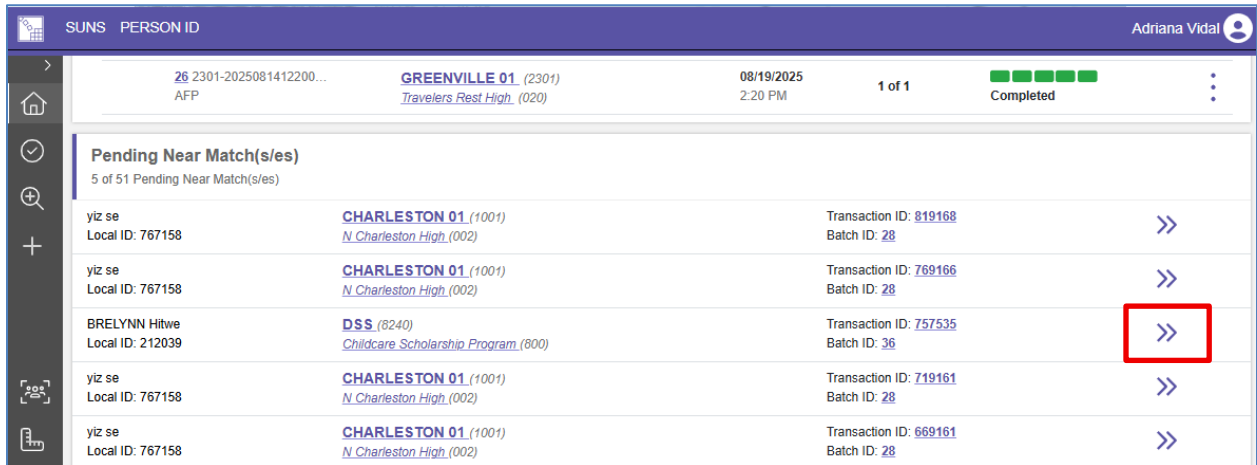 SUNS PERSON ID
Adriana Vidal
26 2301-2025081412200...
AFP
GREENVILLE 01 (2301)
Travelers Rest High (020)
08/19/2025
2:20 PM
1 of 1
Completed
Pending Near Match(s/es)
5 of 51 Pending Near Match(s/es)
yiz se
Local ID: 767158
CHARLESTON 01 (1001)
N Charleston High (002)
Transaction ID: 819168
Batch ID: 28
yiz se
Local ID: 767158
CHARLESTON 01 (1001)
N Charleston High (002)
Transaction ID: 769166
Batch ID: 28
BRELYNN Hitwe
Local ID: 212039
DSS (8240)
Childcare Scholarship Program (800)
Transaction ID: 757535
Batch ID: 36
yiz se
Local ID: 767158
CHARLESTON 01 (1001)
N Charleston High (002)
Transaction ID: 719161
Batch ID: 28
yiz se
Local ID: 767158
CHARLESTON 01 (1001)
N Charleston High (002)
Transaction ID: 669161
Batch ID: 28